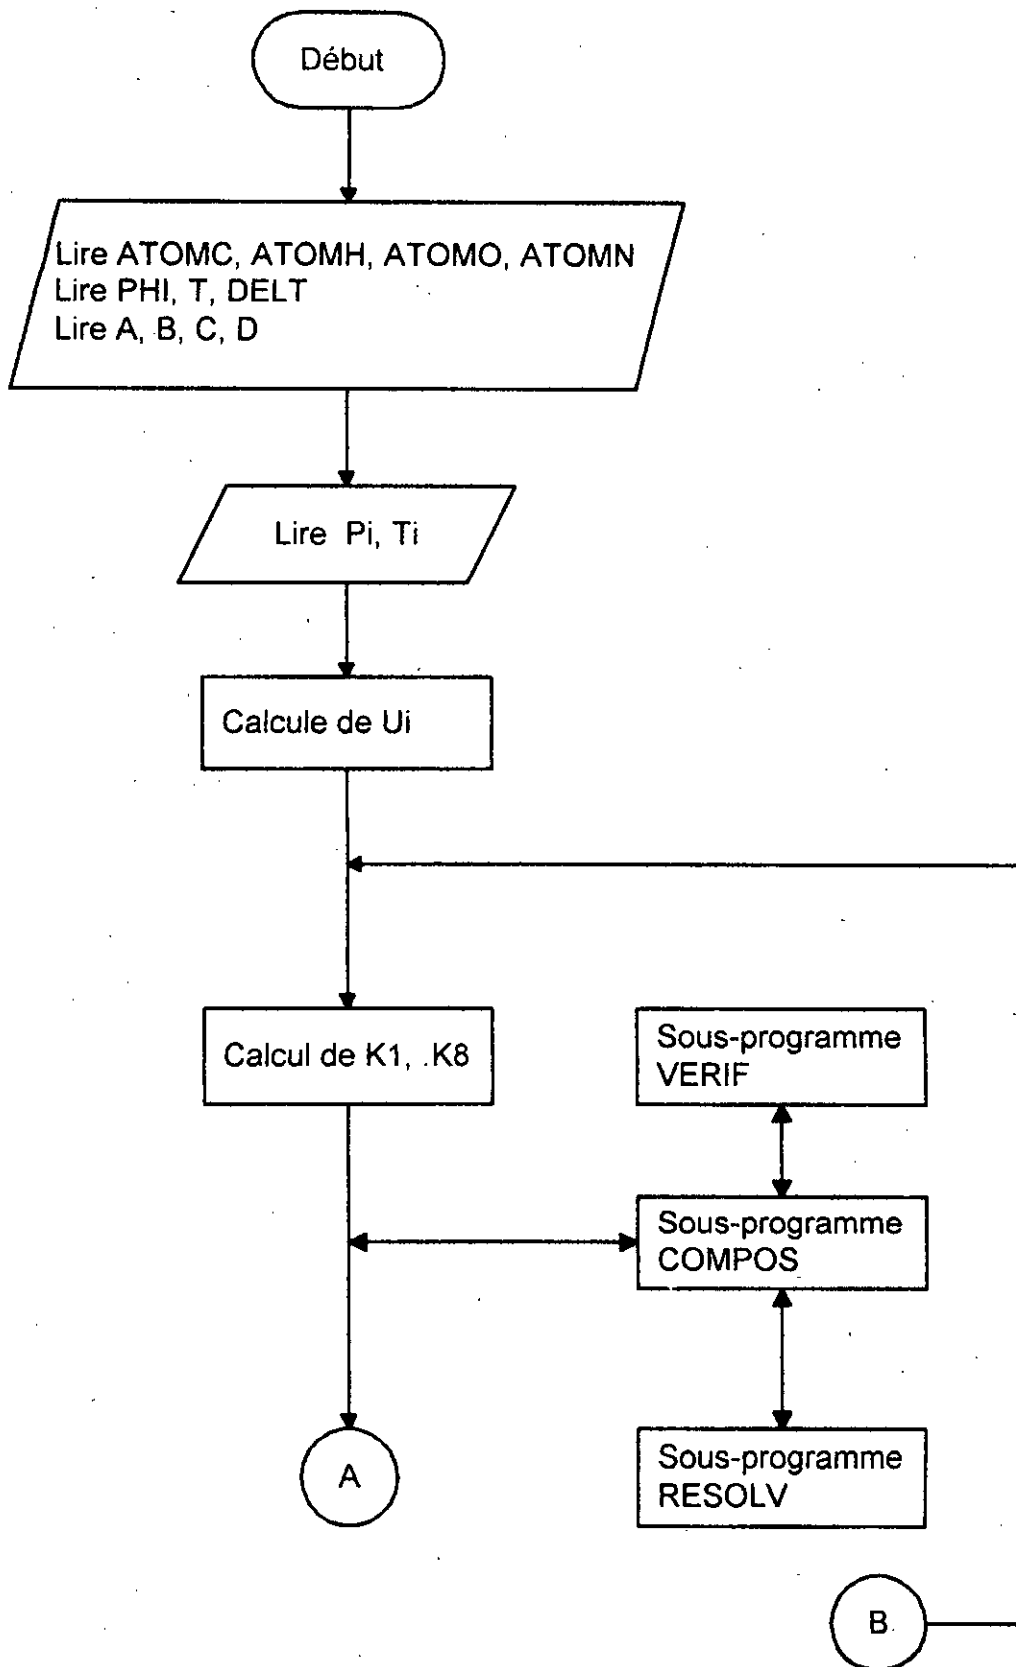 Début
Lire ATOMC, ATOMH, ATOMO, ATOMN
Lire PHI, T, DELT
Lire A, B, C, D
Lire Pi, Ti
Calcule de Ui
Calcul de K1, .K8
Sous-programme
VERIF
Sous-programme
COMPOS
A
Sous-programme
RESOLV
B